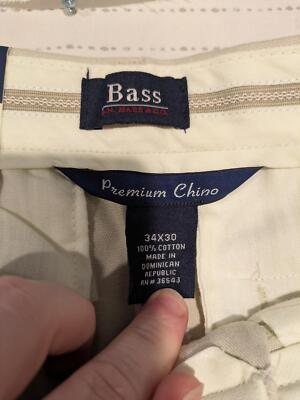 Bass
G.H. BASS & CO.
Premium Chino
34X30
100% COTTON
MADE IN
DOMINICAN
REPUBLIC
RN# 36543